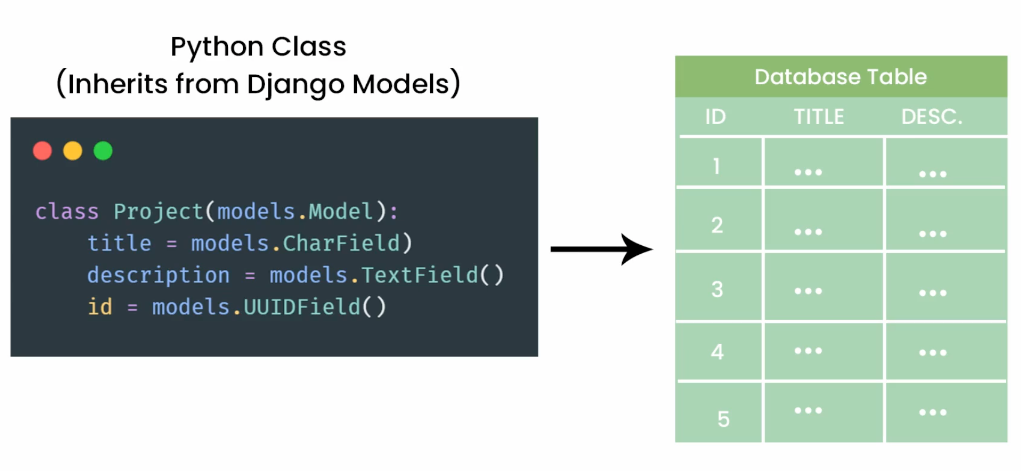 Python Class
(Inherits from Django Models)
class Project(models.Model):
title = models.CharField)
description = models.TextField()
id = models.UUIDField()
Database Table
ID TITLE DESC.
1 ... ...
2 ... ...
3 ... ...
4 ... ...
5 ... ...